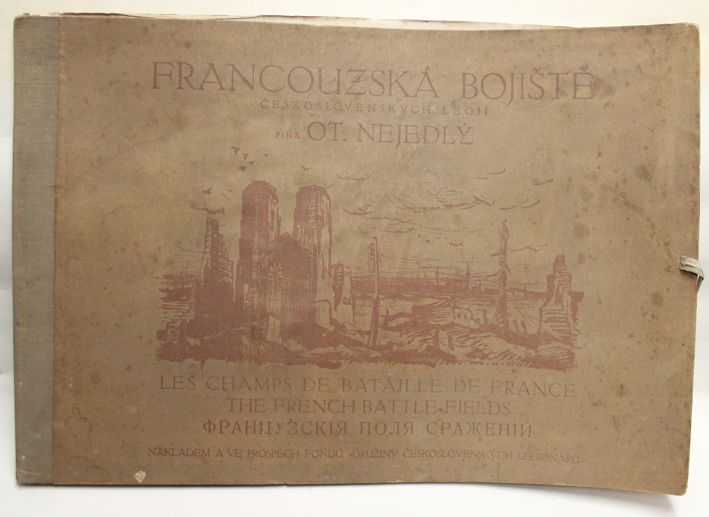 FRANCOUZSKÁ BOJIŠTĚ
ČESKOSLOVENSKÝCH LEGIÍ
PINX. OT. NEJEDLÝ
LES CHAMPS DE BATAILLE DE FRANCE
THE FRENCH BATTLE-FIELDS
ФРАНЦУЗСКІЯ ПОЛЯ СРАЖЕНІЙ
NÁKLADEM A VE PROSPĚCH FONDU »DRUŽINY ČESKOSLOVENSKÝCH LEGIONÁŘŮ«